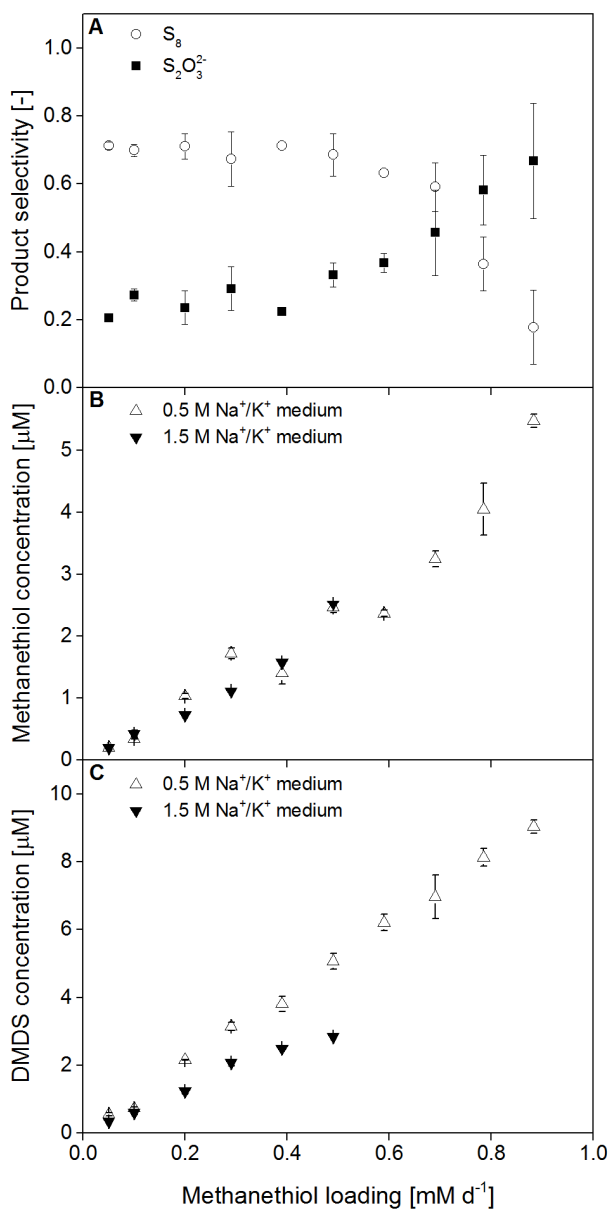 A
S₈
S₂O₃²⁻
1.0
0.8
0.6
0.4
0.2
0.0
Product selectivity [-]
B
0.5 M Na⁺/K⁺ medium
1.5 M Na⁺/K⁺ medium
5
4
3
2
1
0
Methanethiol concentration [µM]
C
0.5 M Na⁺/K⁺ medium
1.5 M Na⁺/K⁺ medium
10
8
6
4
2
0
DMDS concentration [µM]
0.0 0.2 0.4 0.6 0.8 1.0
Methanethiol loading [mM d⁻¹]